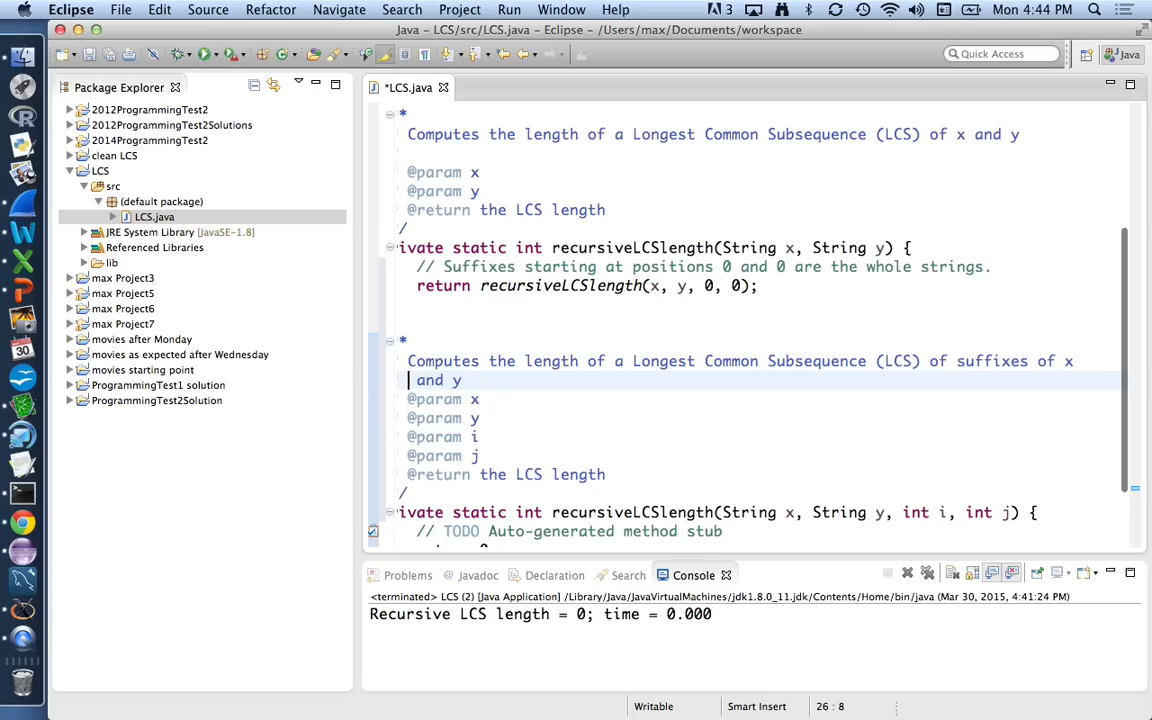 Eclipse File Edit Source Refactor Navigate Search Project Run Window Help 3 Mon 4:44 PM
Java – LCS/src/LCS.java – Eclipse – /Users/max/Documents/workspace
Quick Access Java
Package Explorer
2012ProgrammingTest2
2012ProgrammingTest2Solutions
2014ProgrammingTest2
clean LCS
LCS
src
(default package)
LCS.java
JRE System Library [JavaSE-1.8]
Referenced Libraries
lib
max Project3
max Project5
max Project6
max Project7
movies after Monday
movies as expected after Wednesday
movies starting point
ProgrammingTest1 solution
ProgrammingTest2Solution
*LCS.java
*
Computes the length of a Longest Common Subsequence (LCS) of x and y
@param x
@param y
@return the LCS length
/
ivate static int recursiveLCSlength(String x, String y) {
// Suffixes starting at positions 0 and 0 are the whole strings.
return recursiveLCSlength(x, y, 0, 0);
*
Computes the length of a Longest Common Subsequence (LCS) of suffixes of x
and y
@param x
@param y
@param i
@param j
@return the LCS length
/
ivate static int recursiveLCSlength(String x, String y, int i, int j) {
// TODO Auto-generated method stub
Problems @ Javadoc Declaration Search Console
<terminated> LCS (2) [Java Application] /Library/Java/JavaVirtualMachines/jdk1.8.0_11.jdk/Contents/Home/bin/java (Mar 30, 2015, 4:41:24 PM)
Recursive LCS length = 0; time = 0.000
Writable Smart Insert 26 : 8